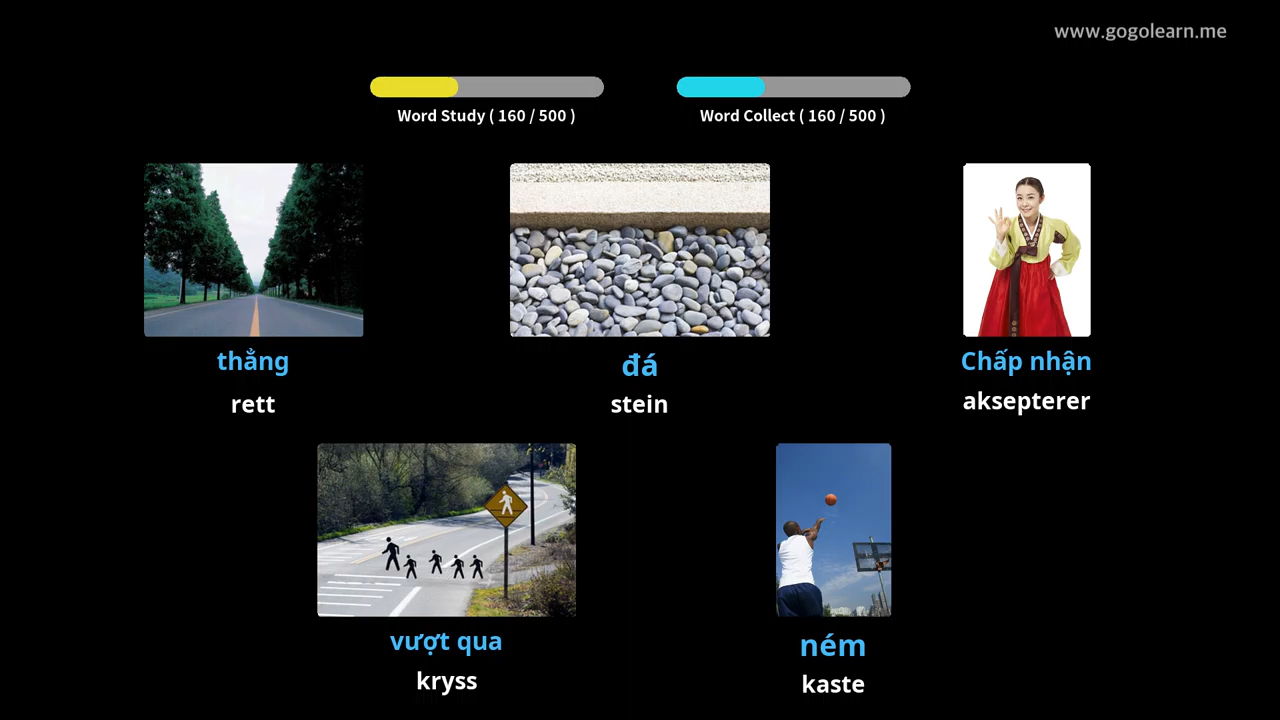 www.gogolearn.me
Word Study ( 160 / 500 )
Word Collect ( 160 / 500 )
thẳng
rett
đá
stein
Chấp nhận
aksepterer
vượt qua
kryss
ném
kaste